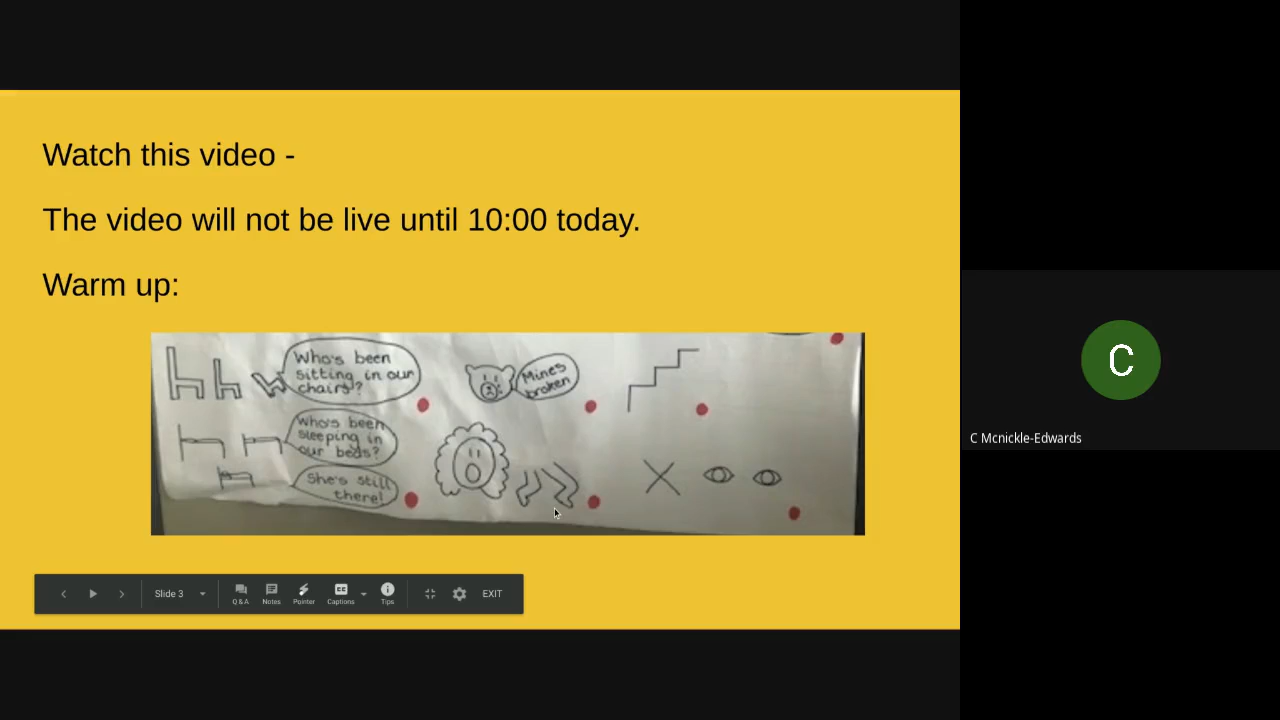 Watch this video -
The video will not be live until 10:00 today.
Warm up:
Who's been
sitting in our
chairs?
Mines
broken
Who's been
sleeping in
our beds?
She's still
there!
Slide 3
Q & A
Notes
Pointer
Captions
Tips
EXIT
C
C Mcnickle-Edwards